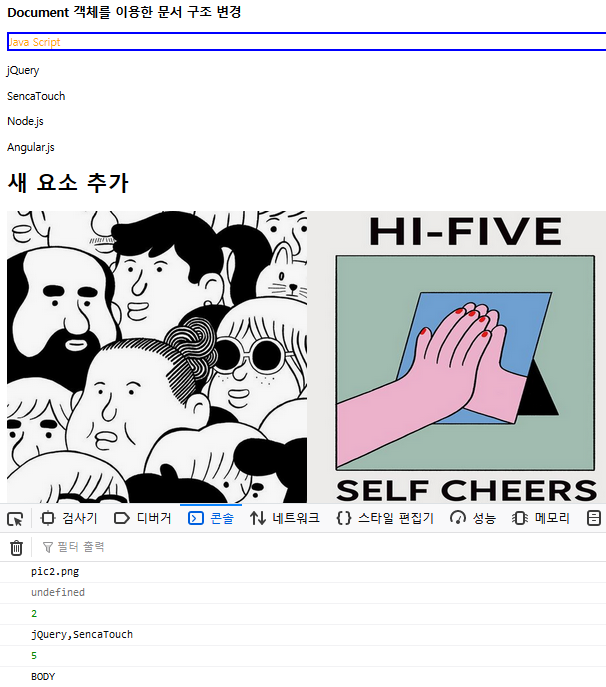 Document 객체를 이용한 문서 구조 변경
Java Script
jQuery
SencaTouch
Node.js
Angular.js
새 요소 추가
HI-FIVE
SELF CHEERS
검사기 디버거 콘솔 네트워크 스타일 편집기 성능 메모리
필터 출력
pic2.png
undefined
2
jQuery,SencaTouch
5
BODY